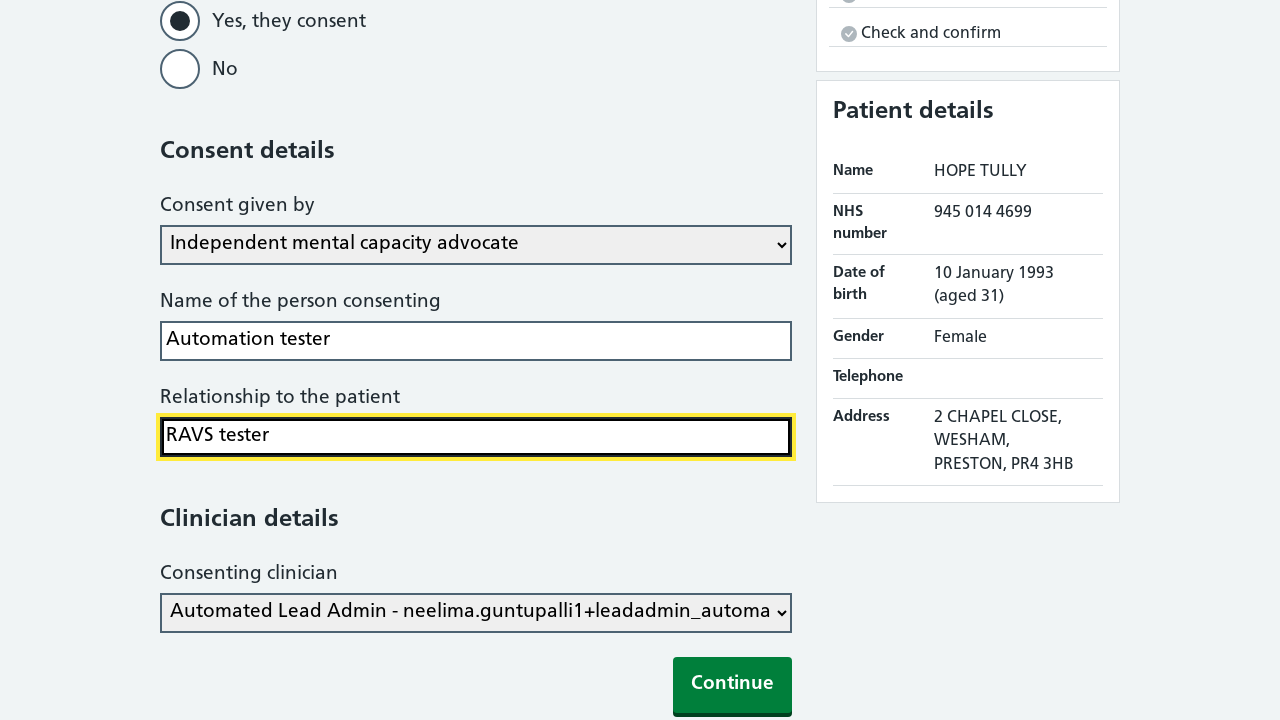 Yes, they consent
No
Consent details
Consent given by
Independent mental capacity advocate
Name of the person consenting
Automation tester
Relationship to the patient
RAVS tester
Clinician details
Consenting clinician
Automated Lead Admin - neelima.guntupalli1+leadadmin_automa
Continue
Check and confirm
Patient details
Name HOPE TULLY
NHS number 945 014 4699
Date of birth 10 January 1993 (aged 31)
Gender Female
Telephone
Address 2 CHAPEL CLOSE,
WESHAM,
PRESTON, PR4 3HB